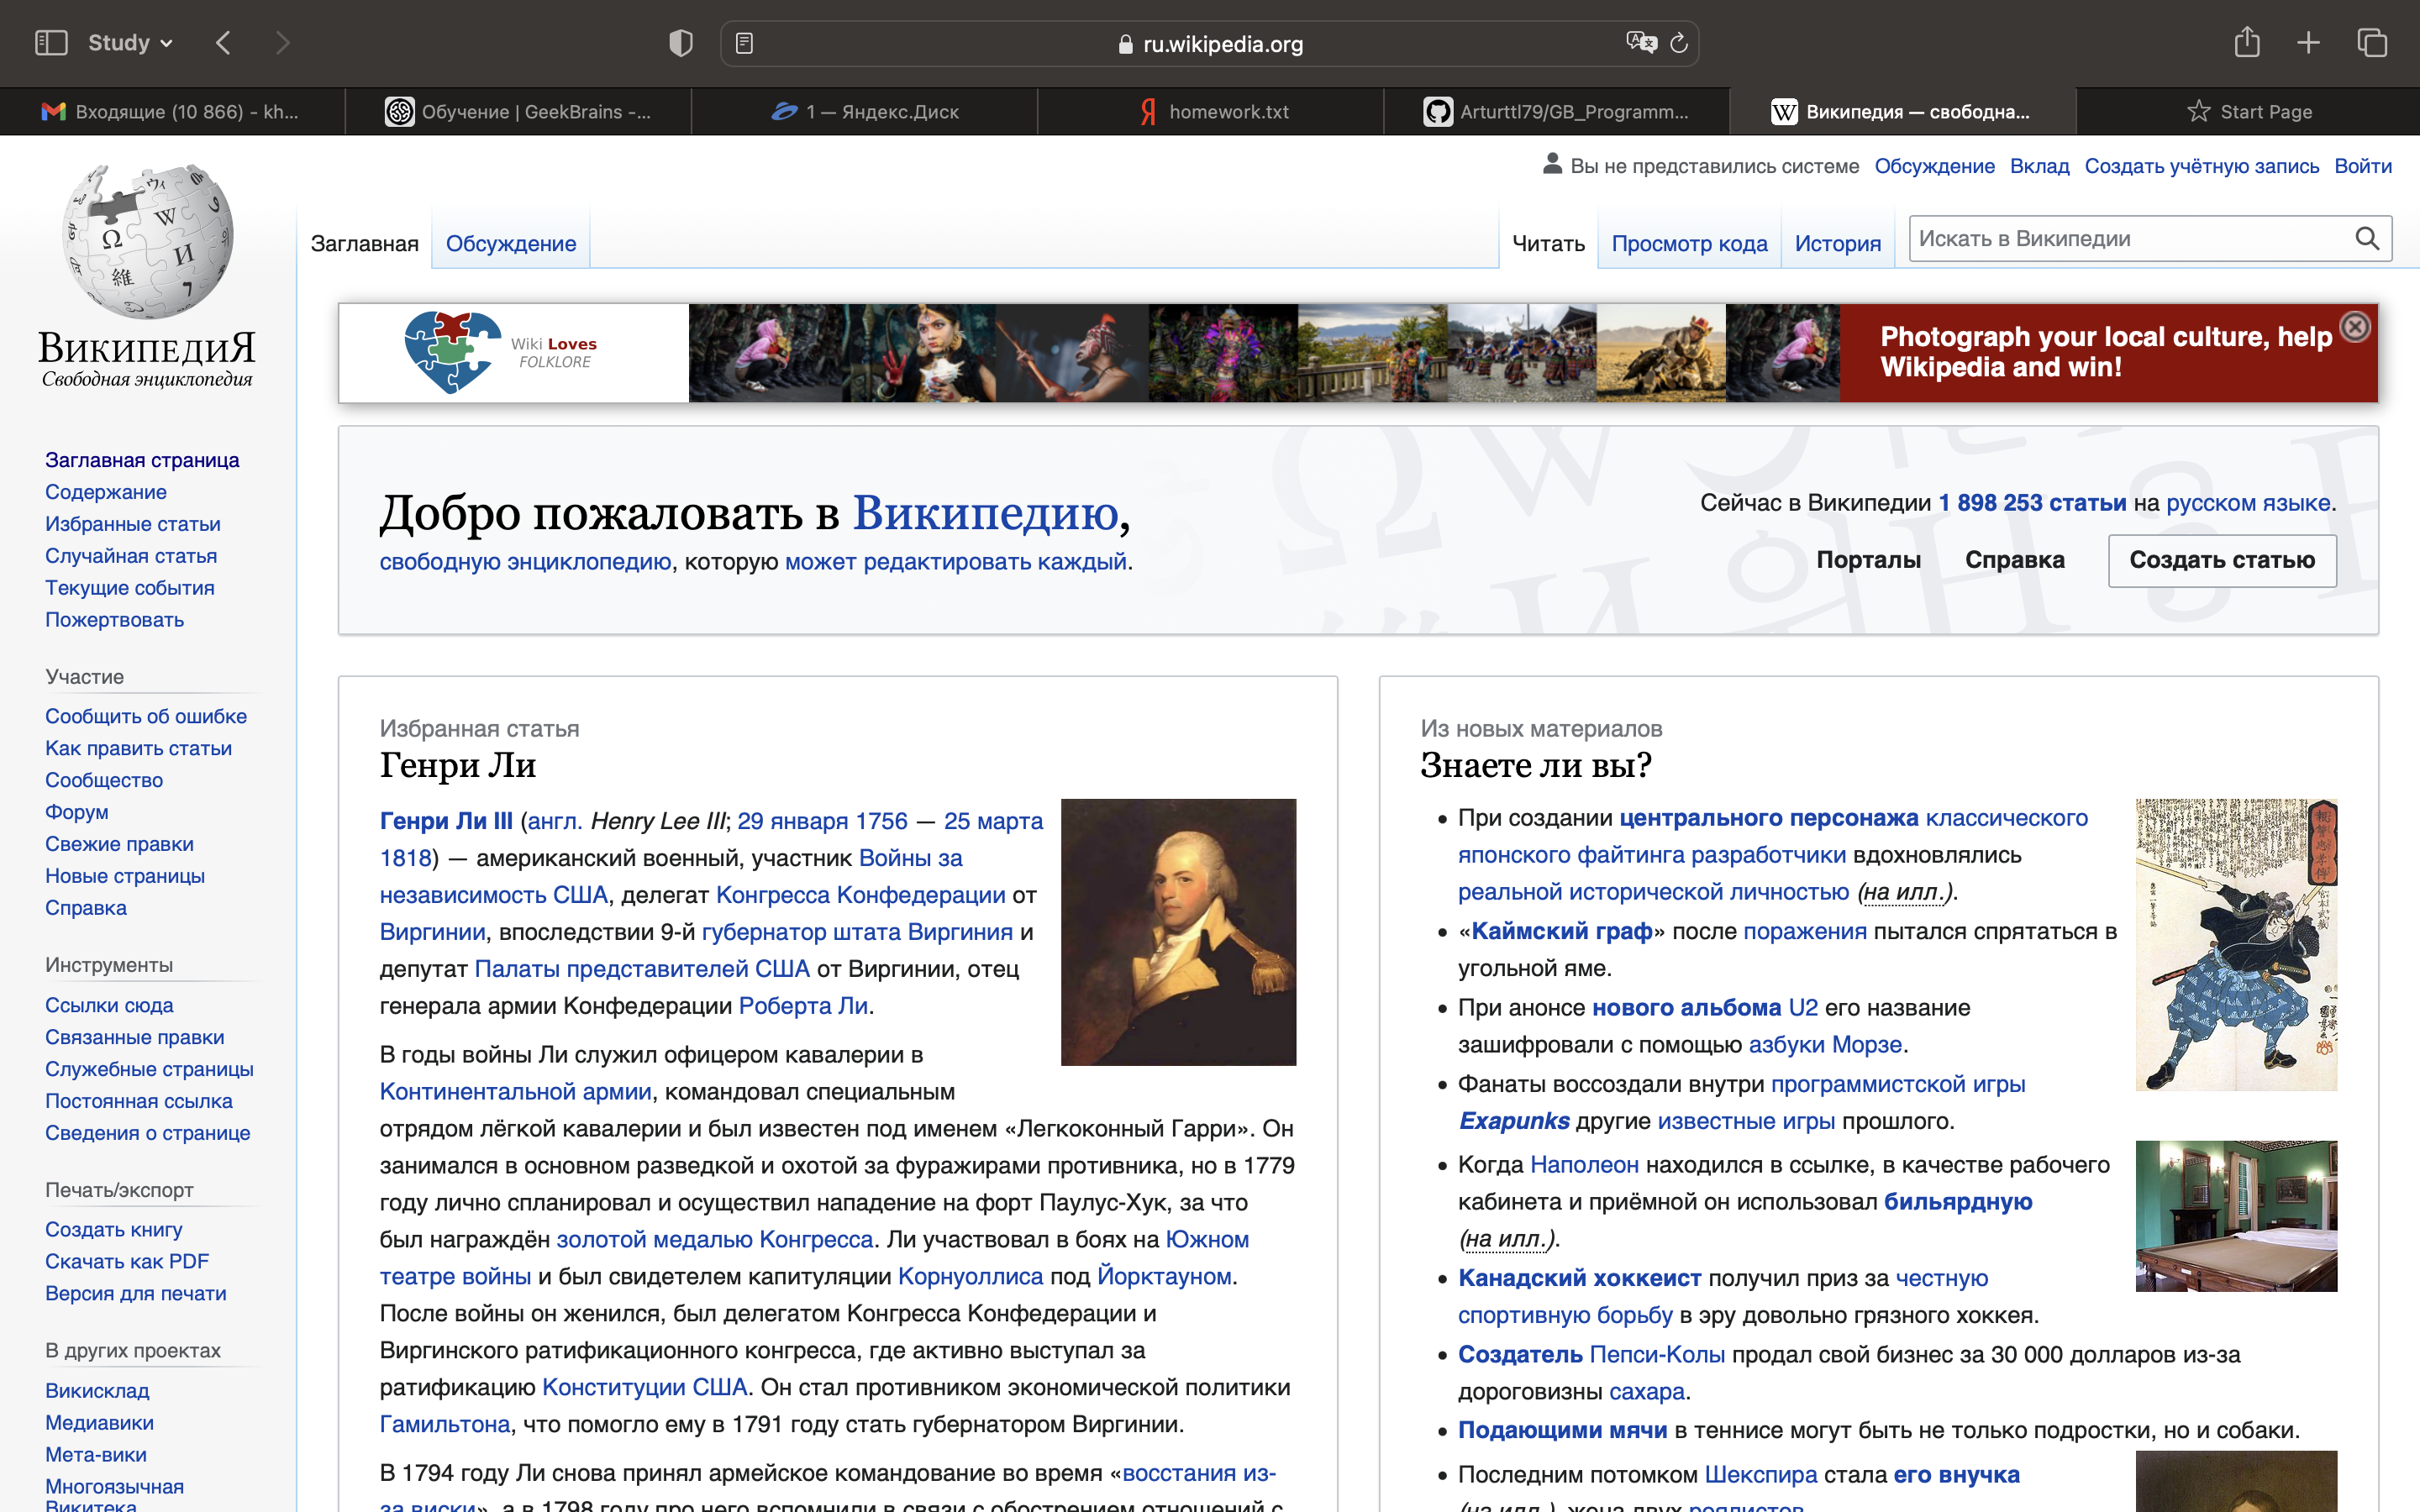 Study
ru.wikipedia.org
Входящие (10 866) - kh...
Обучение | GeekBrains -...
1 — Яндекс.Диск
homework.txt
Arturttl79/GB_Programm...
Википедия — свободна...
Start Page
Вы не представились системе Обсуждение Вклад Создать учётную запись Войти
Заглавная Обсуждение
Читать Просмотр кода История
Искать в Википедии
ВИКИПЕДИЯ
Свободная энциклопедия
Wiki Loves
FOLKLORE
Photograph your local culture, help
Wikipedia and win!
Заглавная страница
Содержание
Избранные статьи
Случайная статья
Текущие события
Пожертвовать
Участие
Сообщить об ошибке
Как править статьи
Сообщество
Форум
Свежие правки
Новые страницы
Справка
Инструменты
Ссылки сюда
Связанные правки
Служебные страницы
Постоянная ссылка
Сведения о странице
Печать/экспорт
Создать книгу
Скачать как PDF
Версия для печати
В других проектах
Викисклад
Медиавики
Мета-вики
Многоязычная
Викитека
Добро пожаловать в Википедию,
свободную энциклопедию, которую может редактировать каждый.
Сейчас в Википедии 1 898 253 статьи на русском языке.
Порталы Справка Создать статью
Избранная статья
Генри Ли
Генри Ли III (англ. Henry Lee III; 29 января 1756 — 25 марта
1818) — американский военный, участник Войны за
независимость США, делегат Конгресса Конфедерации от
Виргинии, впоследствии 9-й губернатор штата Виргиния и
депутат Палаты представителей США от Виргинии, отец
генерала армии Конфедерации Роберта Ли.
В годы войны Ли служил офицером кавалерии в
Континентальной армии, командовал специальным
отрядом лёгкой кавалерии и был известен под именем «Легкоконный Гарри». Он
занимался в основном разведкой и охотой за фуражирами противника, но в 1779
году лично спланировал и осуществил нападение на форт Паулус-Хук, за что
был награждён золотой медалью Конгресса. Ли участвовал в боях на Южном
театре войны и был свидетелем капитуляции Корнуоллиса под Йорктауном.
После войны он женился, был делегатом Конгресса Конфедерации и
Виргинского ратификационного конгресса, где активно выступал за
ратификацию Конституции США. Он стал противником экономической политики
Гамильтона, что помогло ему в 1791 году стать губернатором Виргинии.
В 1794 году Ли снова принял армейское командование во время «восстания из-
за виски», а в 1798 году про него вспомнили в связи с обострением отношений с
Из новых материалов
Знаете ли вы?
При создании центрального персонажа классического
японского файтинга разработчики вдохновлялись
реальной исторической личностью (на илл.).
«Каймский граф» после поражения пытался спрятаться в
угольной яме.
При анонсе нового альбома U2 его название
зашифровали с помощью азбуки Морзе.
Фанаты воссоздали внутри программистской игры
Exapunks другие известные игры прошлого.
Когда Наполеон находился в ссылке, в качестве рабочего
кабинета и приёмной он использовал бильярдную
(на илл.).
Канадский хоккеист получил приз за честную
спортивную борьбу в эру довольно грязного хоккея.
Создатель Пепси-Колы продал свой бизнес за 30 000 долларов из-за
дороговизны сахара.
Подающими мячи в теннисе могут быть не только подростки, но и собаки.
Последним потомком Шекспира стала его внучка
(на илл.), жена двух роялистов.